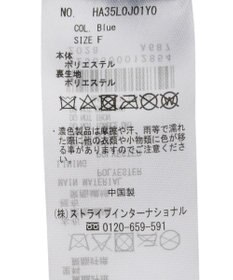 NO. HA35L0J01Y0
COL. Blue
SIZE F
本体
ポリエステル
裏生地
ポリエステル
・濃色製品は摩擦や汗、雨等で濡れ
た際に他の衣類や小物類に色が移
る事がありますのでご注意くださ
い。
中国製
(株)ストライプインターナショナル
☎ 0120-659-591